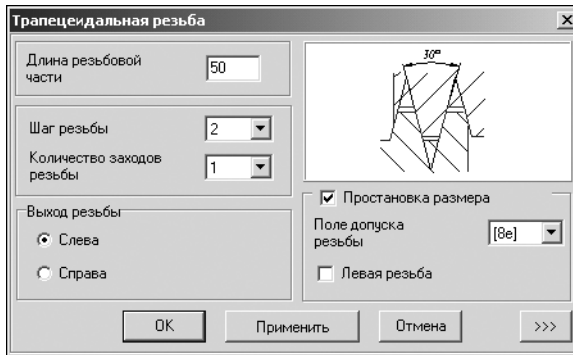 Трапецеидальная резьба
Длина резьбовой
части
50
30°
Шаг резьбы
2
Количество заходов
резьбы
1
Простановка размера
Поле допуска
резьбы
[8e]
Левая резьба
Выход резьбы
Слева
Справа
OK
Применить
Отмена
>>>